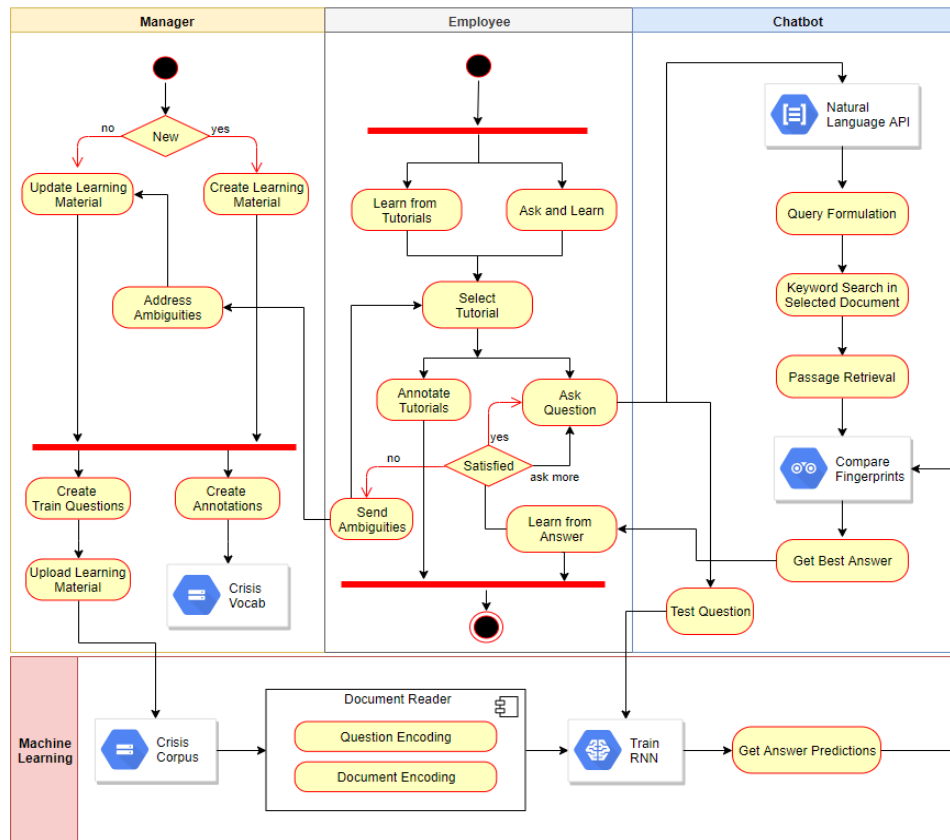 Manager
Employee
Chatbot
no
New
yes
Update Learning
Material
Create Learning
Material
Address
Ambiguities
Create
Train Questions
Create
Annotations
Upload Learning
Material
Crisis
Vocab
Learn from
Tutorials
Ask and Learn
Select
Tutorial
Annotate
Tutorials
Ask
Question
yes
no
Satisfied
ask more
Send
Ambiguities
Learn from
Answer
Natural
Language API
Query Formulation
Keyword Search in
Selected Document
Passage Retrieval
Compare
Fingerprints
Get Best Answer
Test Question
Machine
Learning
Crisis
Corpus
Document Reader
Question Encoding
Document Encoding
Train
RNN
Get Answer Predictions